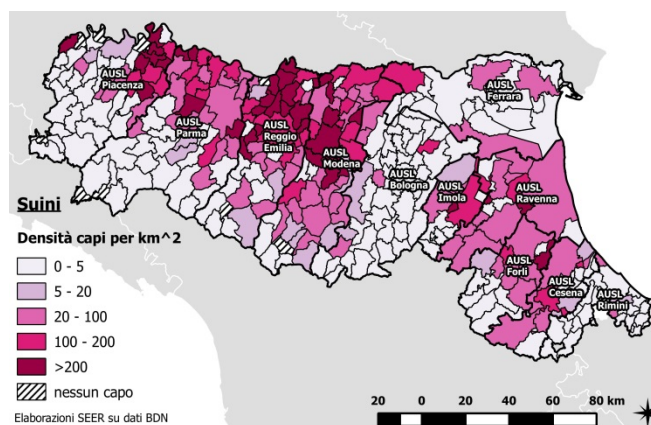 AUSL
Piacenza
AUSL
Parma
AUSL
Reggio
Emilia
AUSL
Modena
AUSL
Bologna
AUSL
Ferrara
AUSL
Imola
AUSL
Ravenna
AUSL
Forlì
AUSL
Cesena
AUSL
Rimini
Suini
Densità capi per km^2
0 - 5
5 - 20
20 - 100
100 - 200
>200
nessun capo
Elaborazioni SEER su dati BDN
20 0 20 40 60 80 km